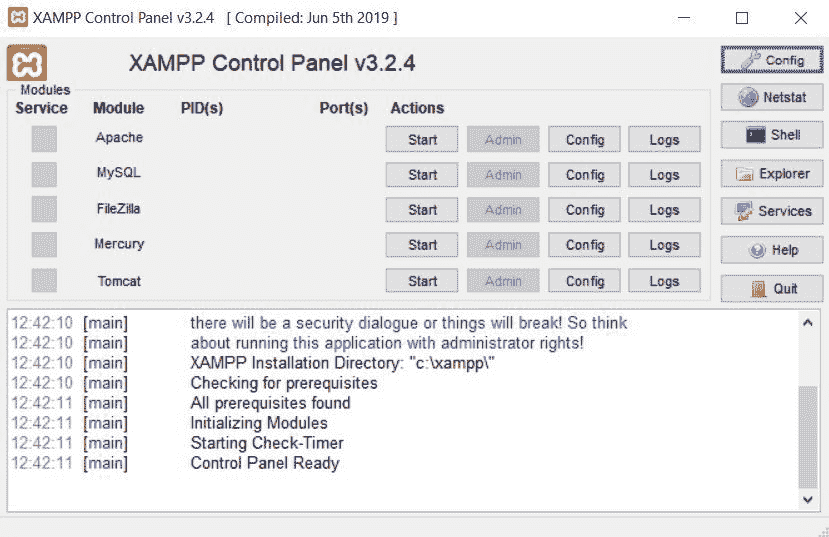 XAMPP Control Panel v3.2.4 [ Compiled: Jun 5th 2019 ]
XAMPP Control Panel v3.2.4
Config
Modules
Service Module PID(s) Port(s) Actions
Netstat
Apache Start Admin Config Logs
Shell
MySQL Start Admin Config Logs
Explorer
FileZilla Start Admin Config Logs
Services
Mercury Start Admin Config Logs
Help
Tomcat Start Admin Config Logs
Quit
12:42:10 [main] there will be a security dialogue or things will break! So think
12:42:10 [main] about running this application with administrator rights!
12:42:10 [main] XAMPP Installation Directory: "c:\xampp\"
12:42:10 [main] Checking for prerequisites
12:42:11 [main] All prerequisites found
12:42:11 [main] Initializing Modules
12:42:11 [main] Starting Check-Timer
12:42:11 [main] Control Panel Ready